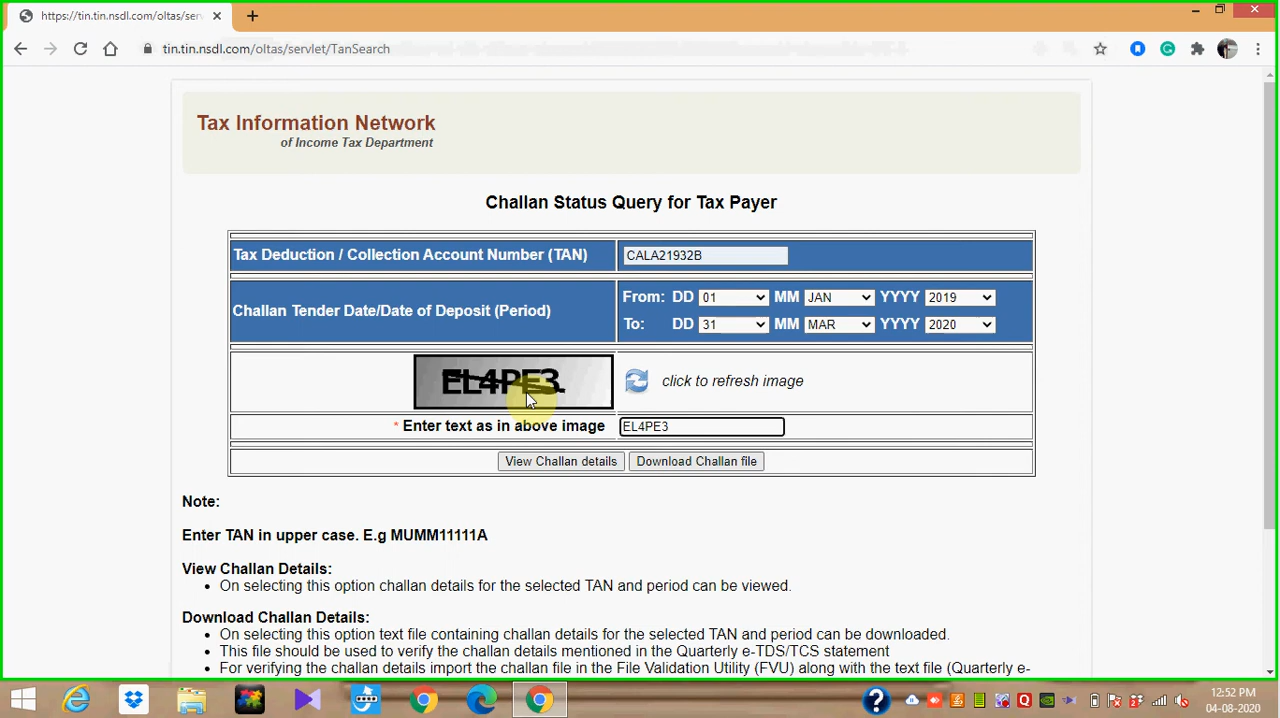 https://tin.tin.nsdl.com/oltas/ser
tin.tin.nsdl.com/oltas/servlet/TanSearch
Tax Information Network
of Income Tax Department
Challan Status Query for Tax Payer
Tax Deduction / Collection Account Number (TAN) CALA21932B
Challan Tender Date/Date of Deposit (Period)
From: DD 01 MM JAN YYYY 2019
To: DD 31 MM MAR YYYY 2020
EL4PE3 click to refresh image
* Enter text as in above image EL4PE3
View Challan details Download Challan file
Note:
Enter TAN in upper case. E.g MUMM11111A
View Challan Details:
• On selecting this option challan details for the selected TAN and period can be viewed.
Download Challan Details:
• On selecting this option text file containing challan details for the selected TAN and period can be downloaded.
• This file should be used to verify the challan details mentioned in the Quarterly e-TDS/TCS statement
• For verifying the challan details import the challan file in the File Validation Utility (FVU) along with the text file (Quarterly e-
12:52 PM
04-08-2020